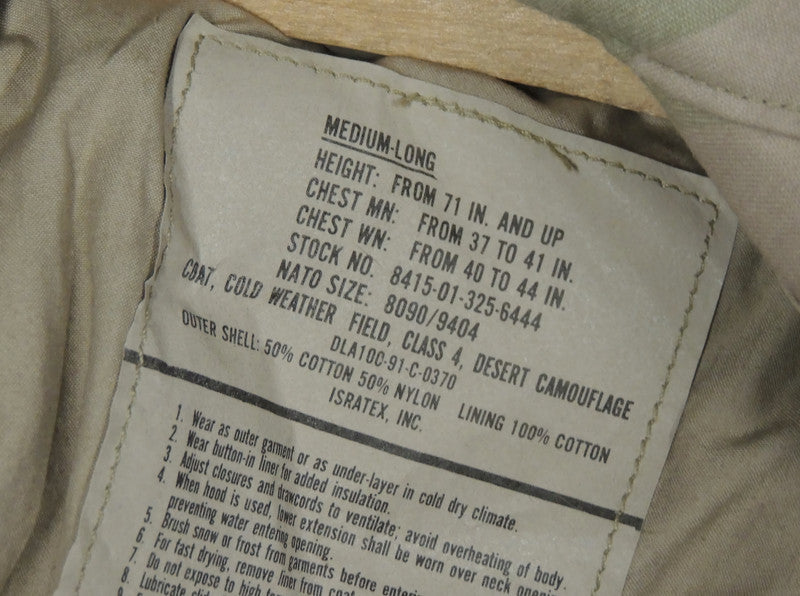 MEDIUM-LONG
HEIGHT: FROM 71 IN. AND UP
CHEST MN: FROM 37 TO 41 IN.
CHEST WN: FROM 40 TO 44 IN.
STOCK NO. 8415-01-325-6444
NATO SIZE: 8090/9404
COAT, COLD WEATHER FIELD, CLASS 4, DESERT CAMOUFLAGE
DLA100-91-C-0370
OUTER SHELL: 50% COTTON 50% NYLON LINING 100% COTTON
ISRATEX, INC.
1. Wear as outer garment or as under-layer in cold dry climate.
2. Wear button-in liner for added insulation.
3. Adjust closures and drawcords to ventilate; avoid overheating of body.
4. When hood is used, lower extension shall be worn over neck
preventing water entering opening.
5. Brush snow or frost from garments before
6. For fast drying, remove liner from
7. Do not expose to high
8. Lubricate